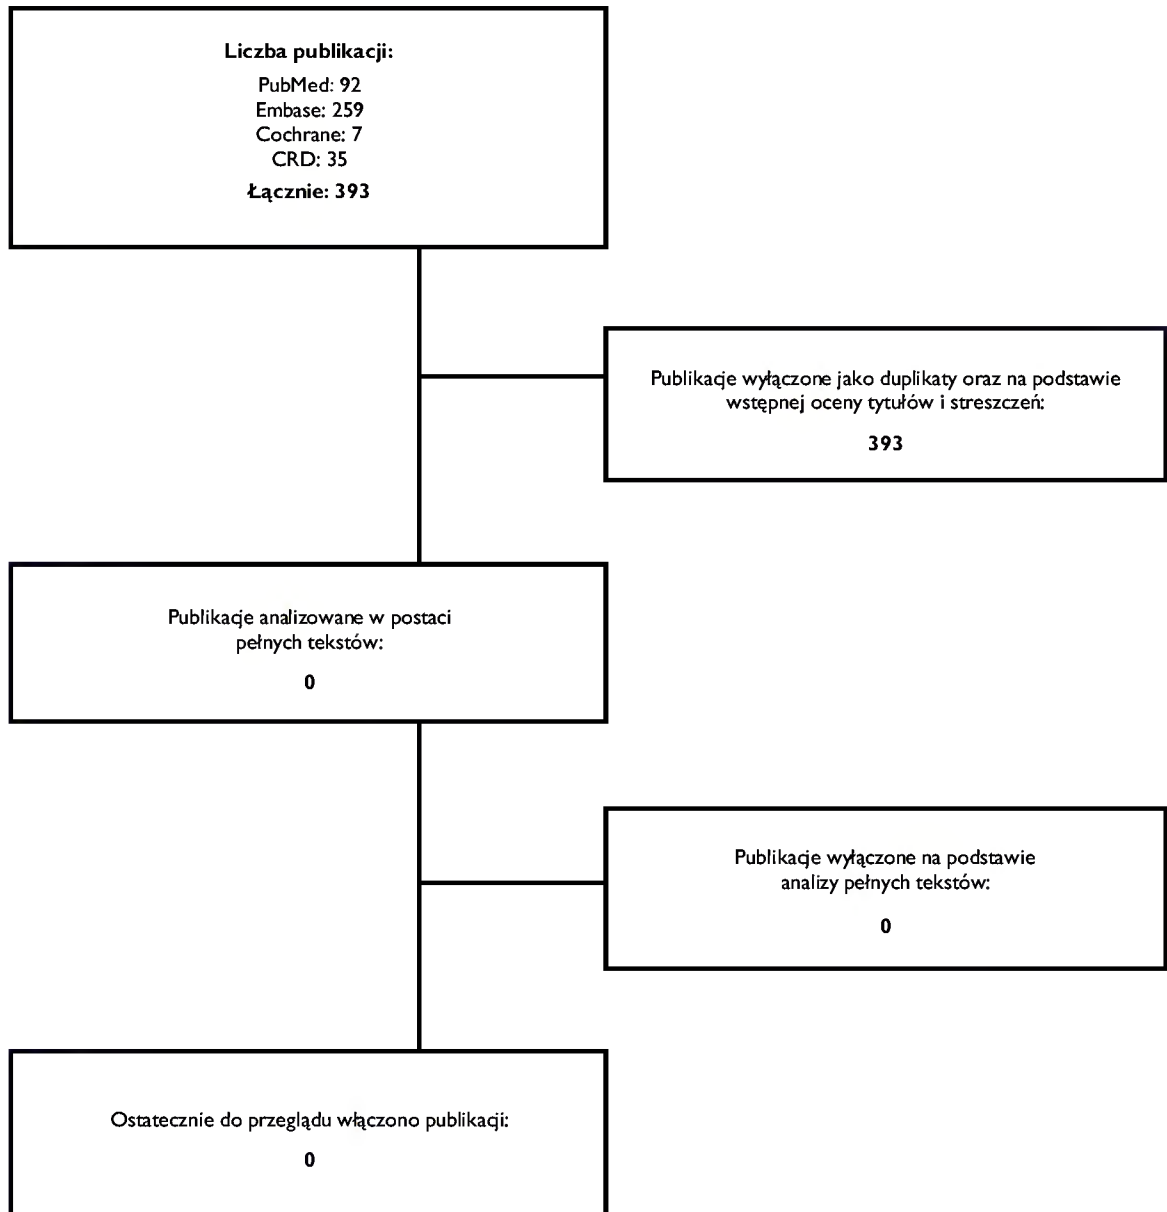 Liczba publikacji:
PubMed: 92
Embase: 259
Cochrane: 7
CRD: 35
Łącznie: 393
Publikacje wyłączone jako duplikaty oraz na podstawie
wstępnej oceny tytułów i streszczeń:
393
Publikacje analizowane w postaci
pełnych tekstów:
0
Publikacje wyłączone na podstawie
analizy pełnych tekstów:
0
Ostatecznie do przeglądu włączono publikacji:
0